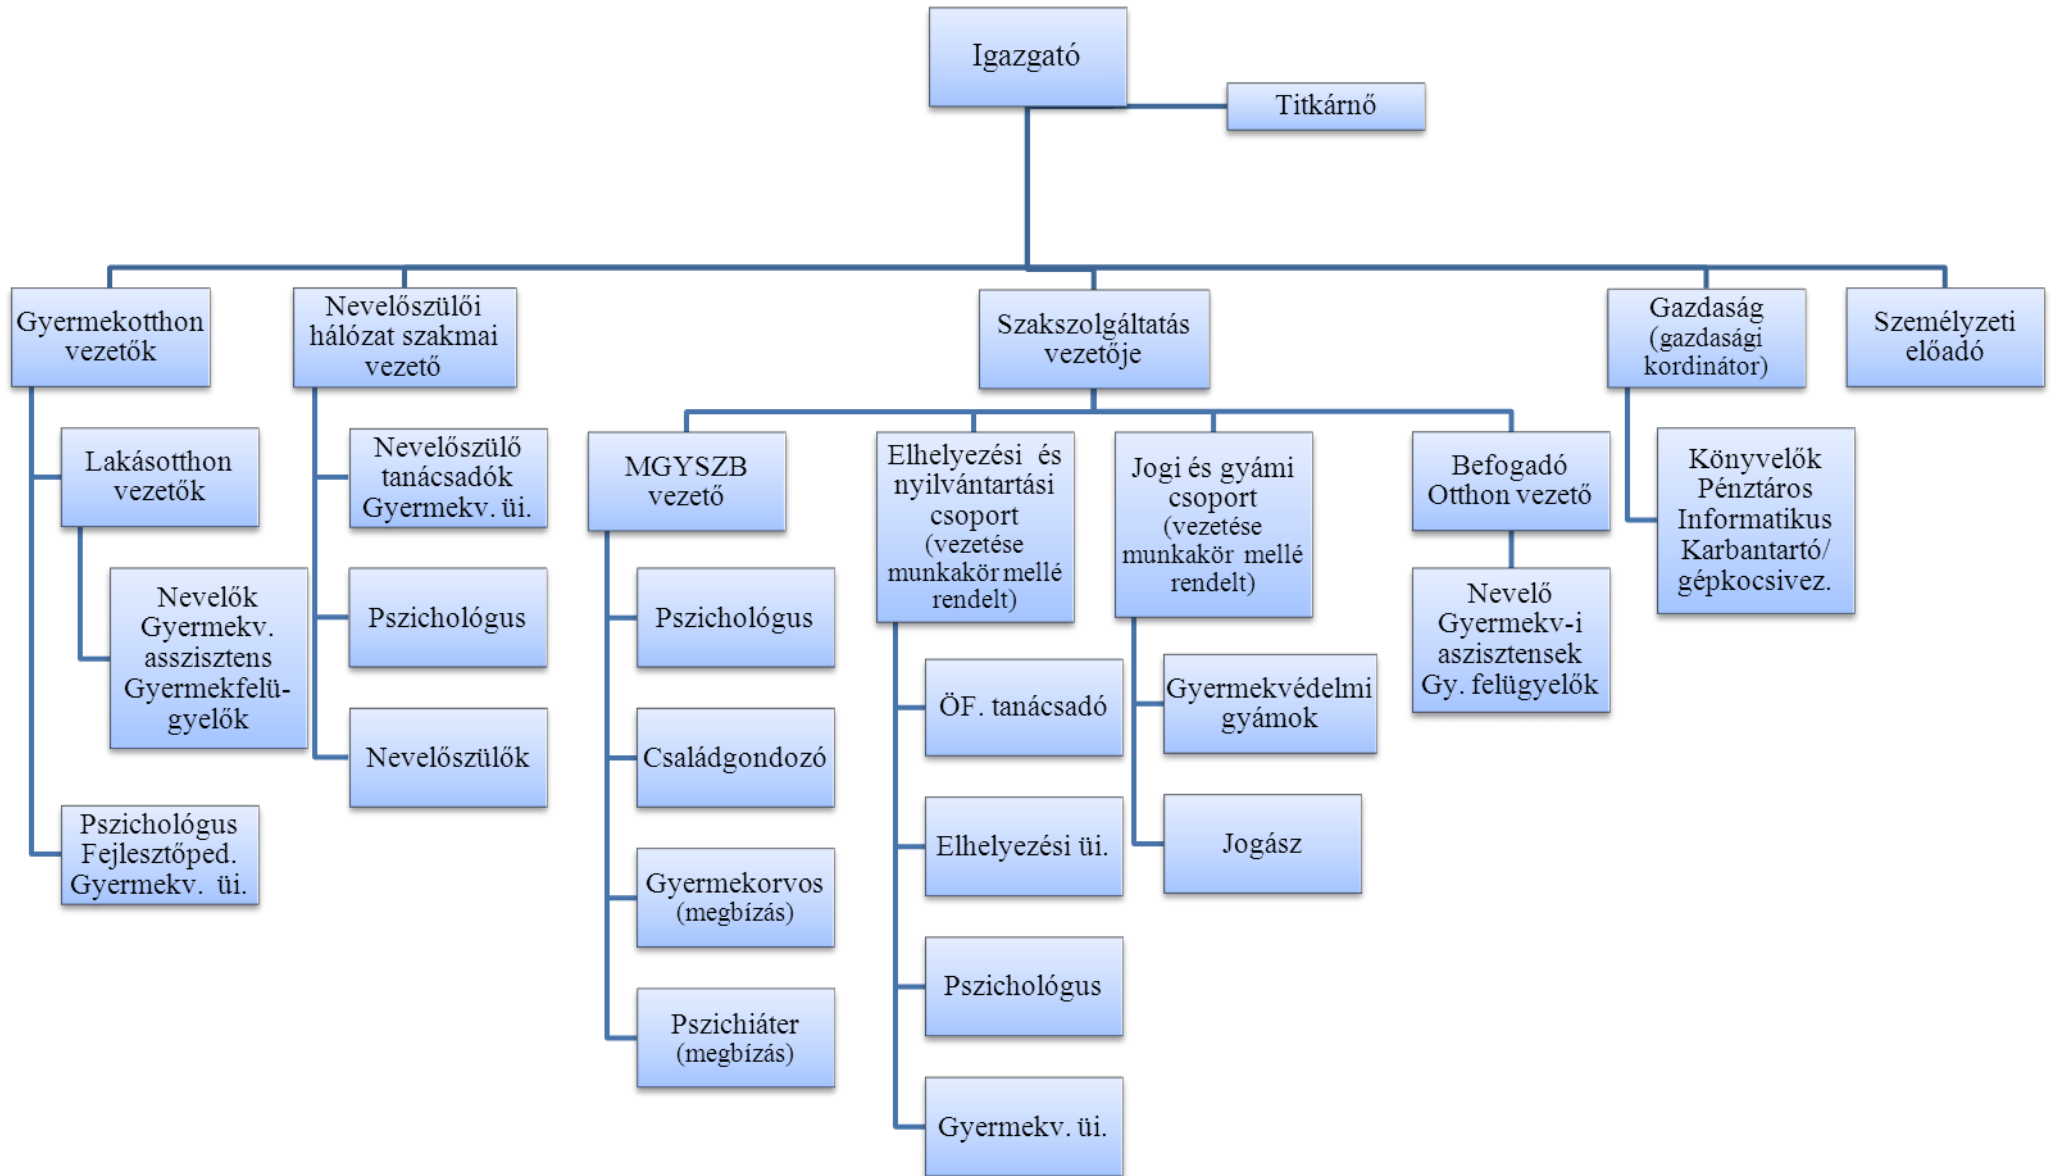 Igazgató
Titkárnő
Gyermekotthon
vezetők
Lakásotthon
vezetők
Nevelők
Gyermekv.
asszisztens
Gyermekfelü-
gyelők
Pszichológus
Fejlesztőped.
Gyermekv. üi.
Nevelőszülői
hálózat szakmai
vezető
Nevelőszülő
tanácsadók
Gyermekv. üi.
Pszichológus
Nevelőszülők
Szakszolgáltatás
vezetője
MGYSZB
vezető
Pszichológus
Családgondozó
Gyermekorvos
(megbízás)
Pszichiáter
(megbízás)
Elhelyezési és
nyilvántartási
csoport
(vezetése
munkakör mellé
rendelt)
ÖF. tanácsadó
Elhelyezési üi.
Pszichológus
Gyermekv. üi.
Jogi és gyámi
csoport
(vezetése
munkakör mellé
rendelt)
Gyermekvédelmi
gyámok
Jogász
Befogadó
Otthon vezető
Nevelő
Gyermekv-i
aszisztensek
Gy. felügyelők
Gazdaság
(gazdasági
kordinátor)
Könyvelők
Pénztáros
Informatikus
Karbantartó/
gépkocsivez.
Személyzeti
előadó